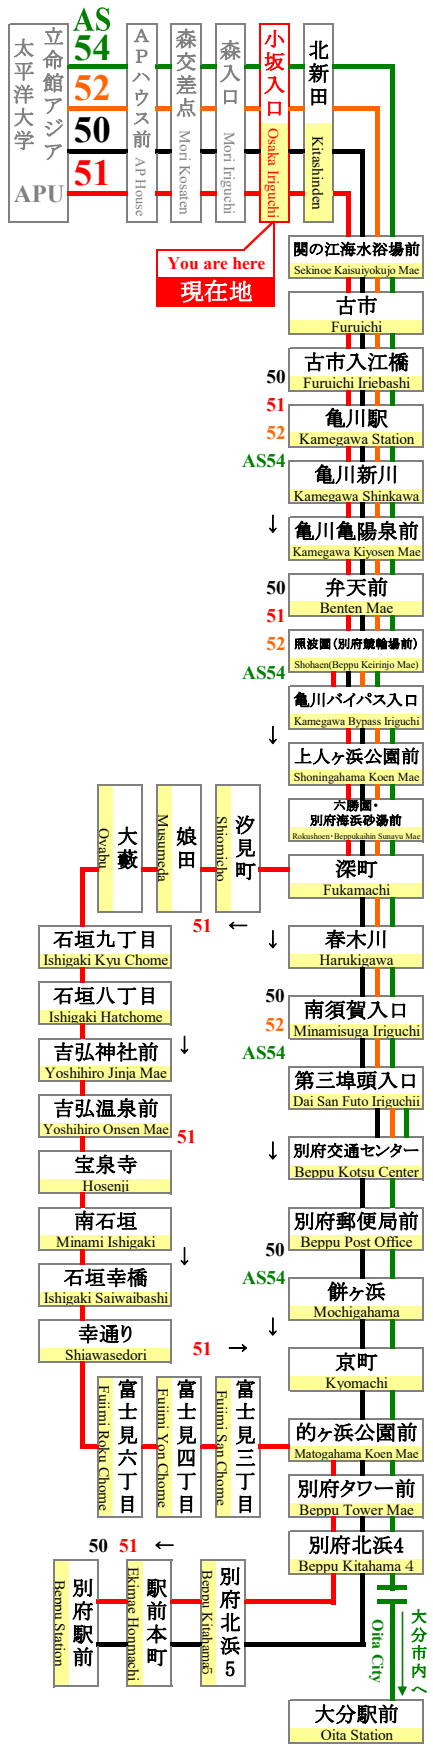 AS
54
52
50
51
立命館アジア
太平洋大学
APU
APハウス前
AP House
森交差点
Mori Kosaten
森入口
Mori Iriguchi
小坂入口
Osaka Iriguchi
北新田
Kitashinden
You are here
現在地
関の江海水浴場前
Sekinoe Kaisuiyokujo Mae
古市
Furuichi
古市入江橋
Furuichi Iriebashi
50
51
52
AS54
↓
亀川駅
Kamegawa Station
亀川新川
Kamegawa Shinkawa
亀川亀陽泉前
Kamegawa Kiyosen Mae
弁天前
Benten Mae
50
51
52
AS54
↓
照波園(別府競輪場前)
Shohaen(Beppu Keirinjo Mae)
亀川バイパス入口
Kamegawa Bypass Iriguchi
上人ヶ浜公園前
Shoningahama Koen Mae
六勝園・
別府海浜砂湯前
Rokushoen・Beppukaihin Sunayu Mae
深町
Fukamachi
汐見町
Shiomicho
娘田
Musumeda
大藪
Oyabu
51 ←
石垣九丁目
Ishigaki Kyu Chome
石垣八丁目
Ishigaki Hatchome
吉弘神社前
Yoshihiro Jinja Mae
↓
吉弘温泉前
Yoshihiro Onsen Mae
51
宝泉寺
Hosenji
南石垣
Minami Ishigaki
↓
石垣幸橋
Ishigaki Saiwaibashi
幸通り
Shiawasedori
51 →
富士見六丁目
Fujimi Roku Chome
富士見四丁目
Fujimi Yon Chome
富士見三丁目
Fujimi San Chome
↓
春木川
Harukigawa
50
52
AS54
↓
南須賀入口
Minamisuga Iriguchi
第三埠頭入口
Dai San Futo Iriguchii
別府交通センター
Beppu Kotsu Center
別府郵便局前
Beppu Post Office
50
AS54
↓
餅ヶ浜
Mochigahama
京町
Kyomachi
的ヶ浜公園前
Matogahama Koen Mae
別府タワー前
Beppu Tower Mae
別府北浜4
Beppu Kitahama 4
50 51 ←
別府北浜5
Beppu Kitahama5
駅前本町
Ekimae Honmachi
別府駅前
Beppu Station
大分市内へ
Oita City
大分駅前
Oita Station